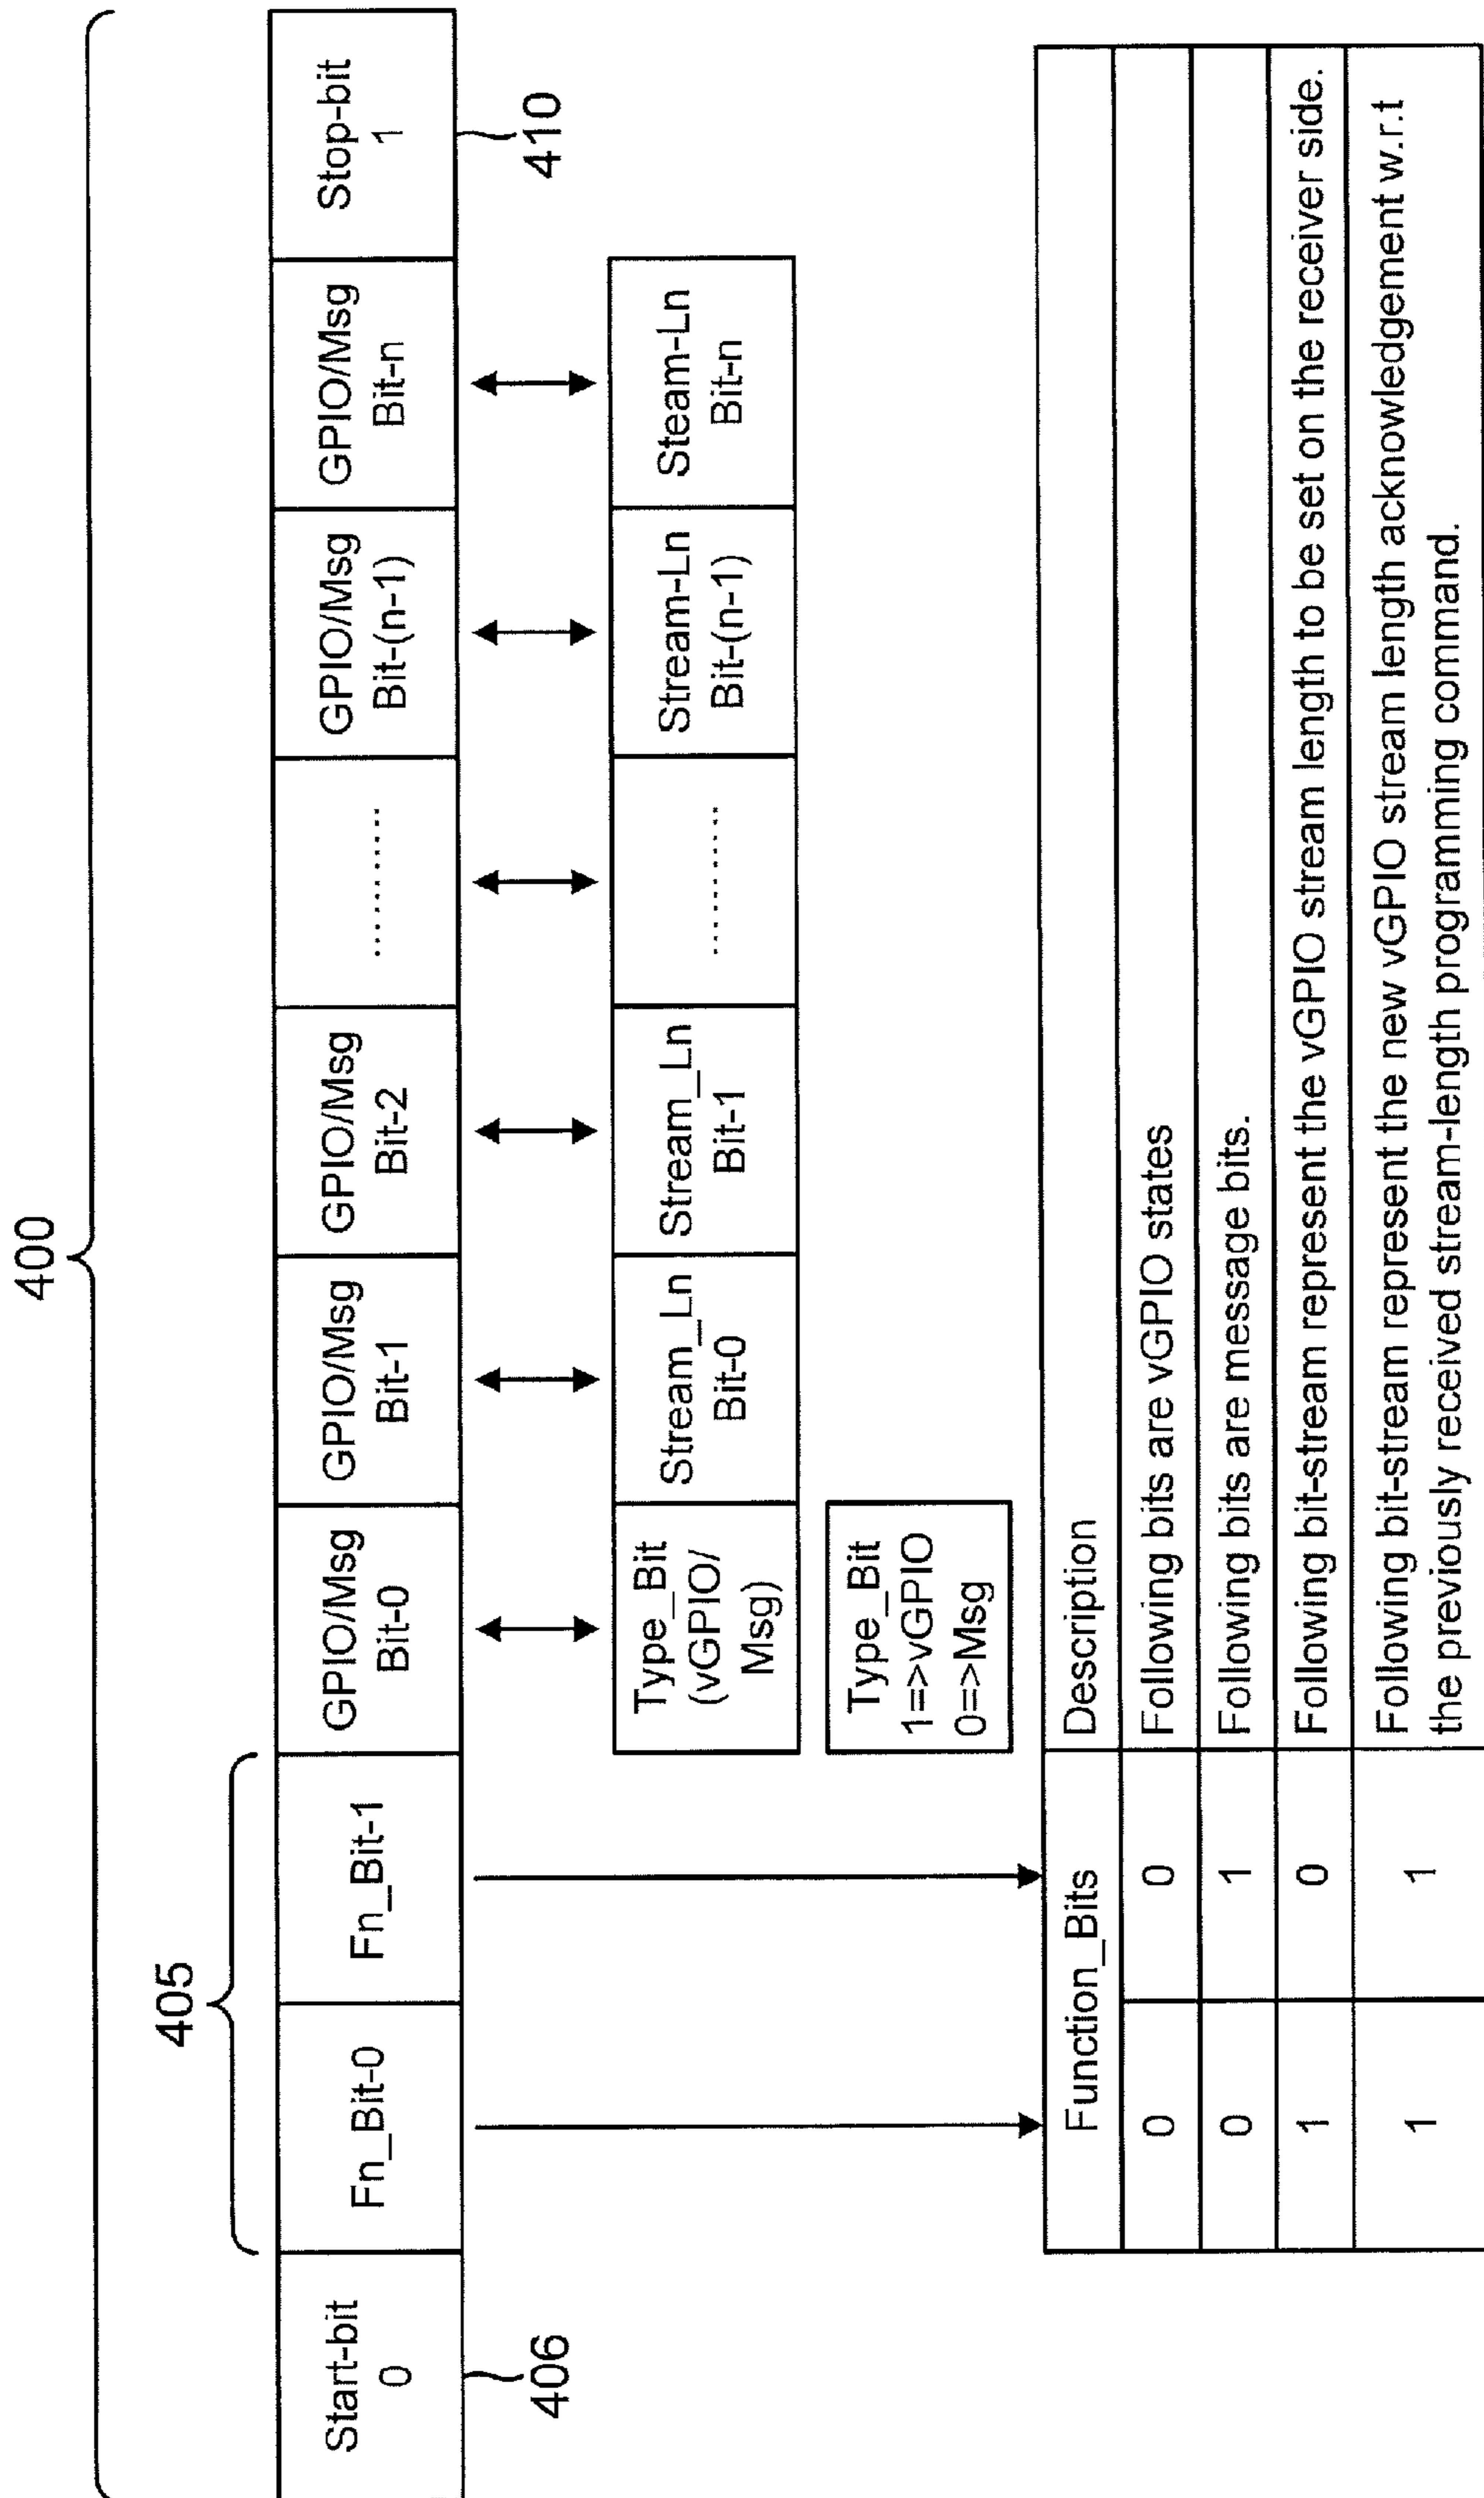 400
405
Start-bit
0
Fn_Bit-0
Fn_Bit-1
GPIO/Msg
Bit-0
GPIO/Msg
Bit-1
GPIO/Msg
Bit-2
...........
GPIO/Msg
Bit-(n-1)
GPIO/Msg
Bit-n
Stop-bit
1
406
410
Type_Bit
(vGPIO/
Msg)
Stream_Ln
Bit-0
Stream_Ln
Bit-1
...........
Stream-Ln
Bit-(n-1)
Steam-Ln
Bit-n
Type_Bit
1=>vGPIO
0=>Msg
Function_Bits Description
0 0 Following bits are vGPIO states
0 1 Following bits are message bits.
1 0 Following bit-stream represent the vGPIO stream length to be set on the receiver side.
1 1 Following bit-stream represent the new vGPIO stream length acknowledgement w.r.t
the previously received stream-length programming command.